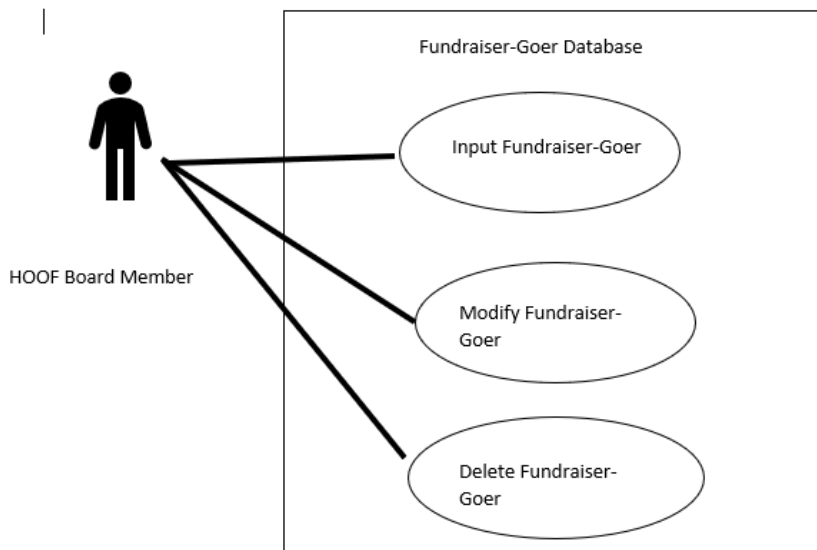 Fundraiser-Goer Database
Input Fundraiser-Goer
HOOF Board Member
Modify Fundraiser-
Goer
Delete Fundraiser-
Goer